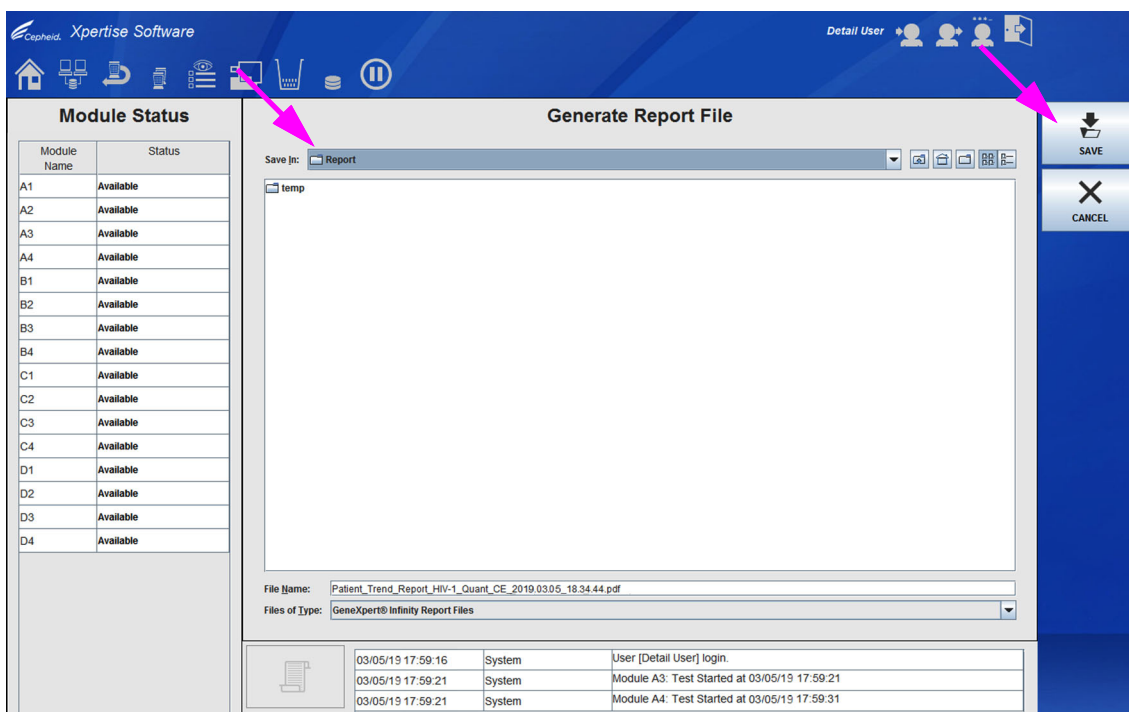 Cepheid. Xpertise Software
Detail User
Module Status
Module Name Status
A1 Available
A2 Available
A3 Available
A4 Available
B1 Available
B2 Available
B3 Available
B4 Available
C1 Available
C2 Available
C3 Available
C4 Available
D1 Available
D2 Available
D3 Available
D4 Available
Generate Report File
Save In: Report
temp
File Name: Patient_Trend_Report_HIV-1_Quant_CE_2019.03.05_18.34.44.pdf
Files of Type: GeneXpert® Infinity Report Files
03/05/19 17:59:16 System User [Detail User] login.
03/05/19 17:59:21 System Module A3: Test Started at 03/05/19 17:59:21
03/05/19 17:59:21 System Module A4: Test Started at 03/05/19 17:59:31
SAVE
CANCEL